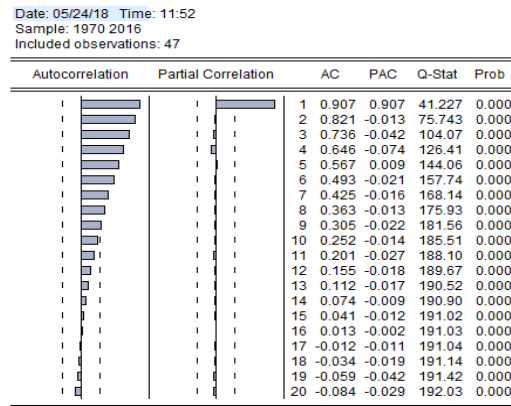 Date: 05/24/18 Time: 11:52
Sample: 1970 2016
Included observations: 47
Autocorrelation Partial Correlation AC PAC Q-Stat Prob
1 0.907 0.907 41.227 0.000
2 0.821 -0.013 75.743 0.000
3 0.736 -0.042 104.07 0.000
4 0.646 -0.074 126.41 0.000
5 0.567 0.009 144.06 0.000
6 0.493 -0.021 157.74 0.000
7 0.425 -0.016 168.14 0.000
8 0.363 -0.013 175.93 0.000
9 0.305 -0.022 181.56 0.000
10 0.252 -0.014 185.51 0.000
11 0.201 -0.027 188.10 0.000
12 0.155 -0.018 189.67 0.000
13 0.112 -0.017 190.52 0.000
14 0.074 -0.009 190.90 0.000
15 0.041 -0.012 191.02 0.000
16 0.013 -0.002 191.03 0.000
17 -0.012 -0.011 191.04 0.000
18 -0.034 -0.019 191.14 0.000
19 -0.059 -0.042 191.42 0.000
20 -0.084 -0.029 192.03 0.000